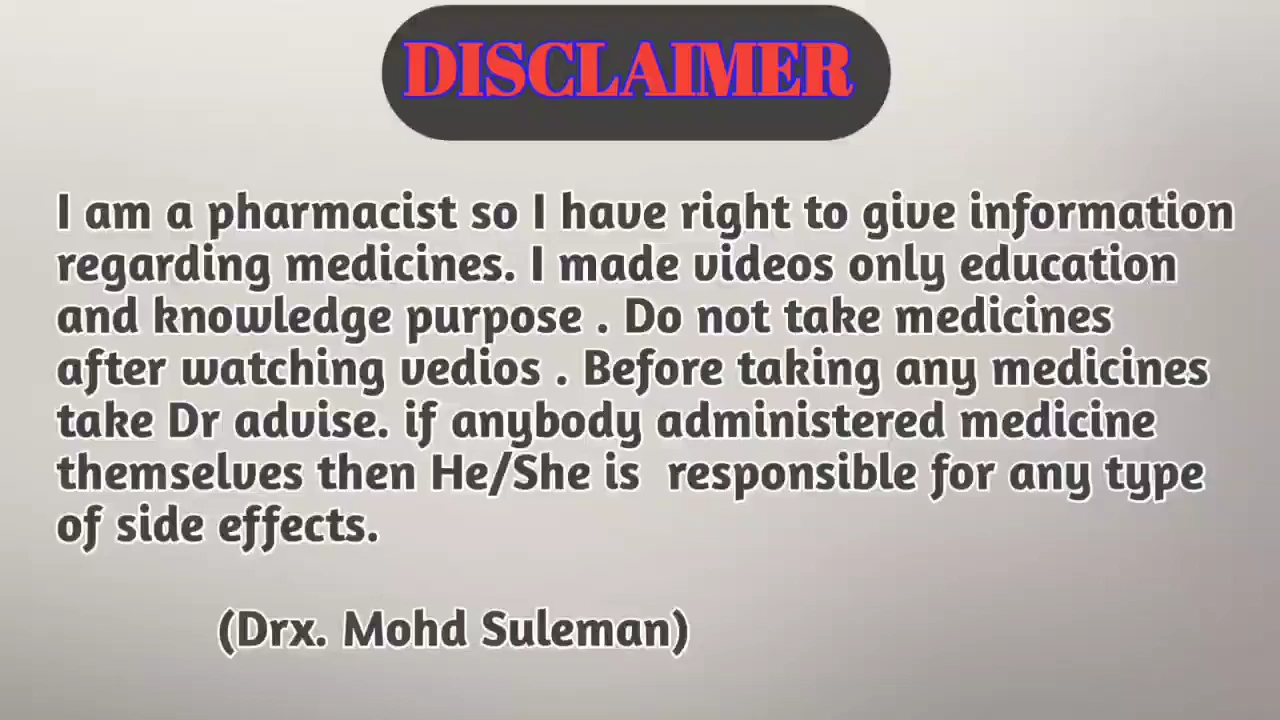 DISCLAIMER
I am a pharmacist so I have right to give information
regarding medicines. I made videos only education
and knowledge purpose . Do not take medicines
after watching vedios . Before taking any medicines
take Dr advise. if anybody administered medicine
themselves then He/She is  responsible for any type
of side effects.
(Drx. Mohd Suleman)